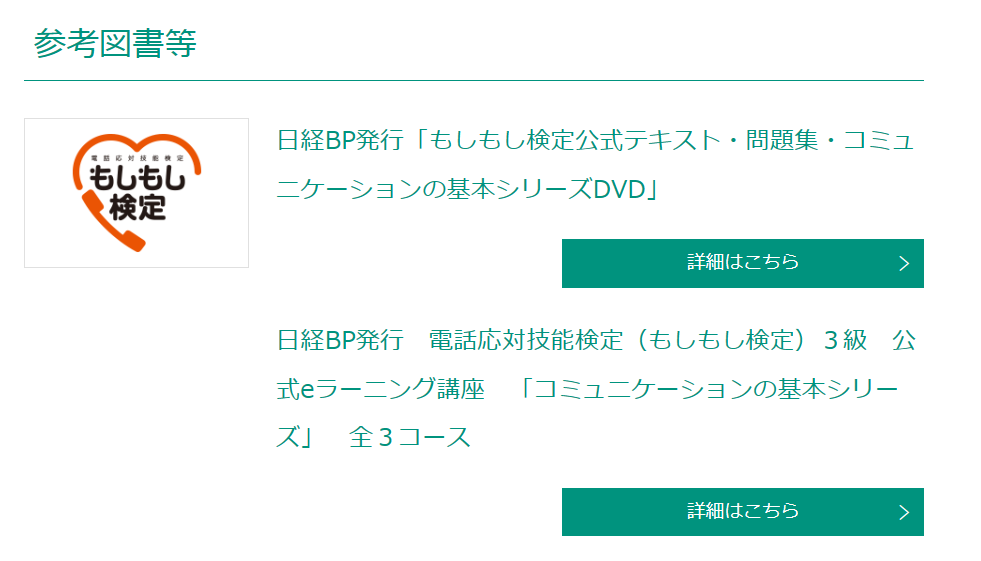 参考図書等
電話応対技能検定
もしもし
検定
日経BP発行「もしもし検定公式テキスト・問題集・コミュ
ニケーションの基本シリーズDVD」
詳細はこちら
日経BP発行　電話応対技能検定（もしもし検定）３級　公
式eラーニング講座　「コミュニケーションの基本シリー
ズ」　全３コース
詳細はこちら